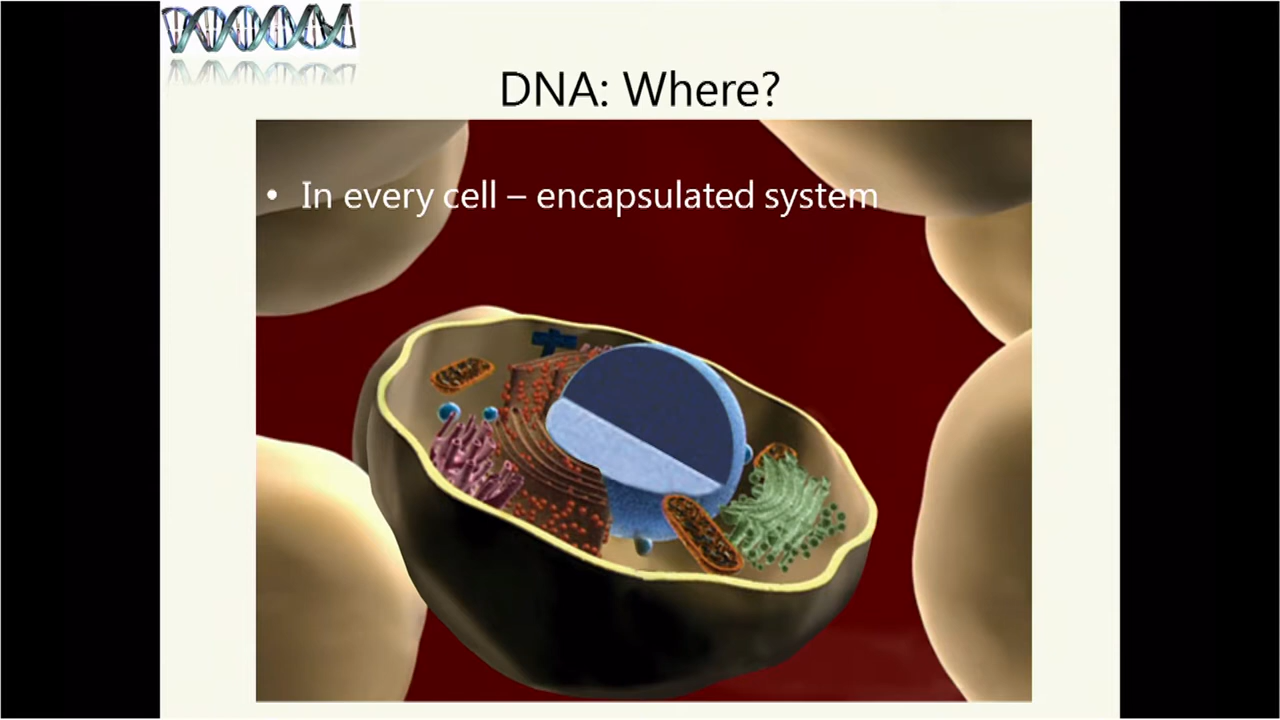 DNA: Where?
• In every cell – encapsulated system